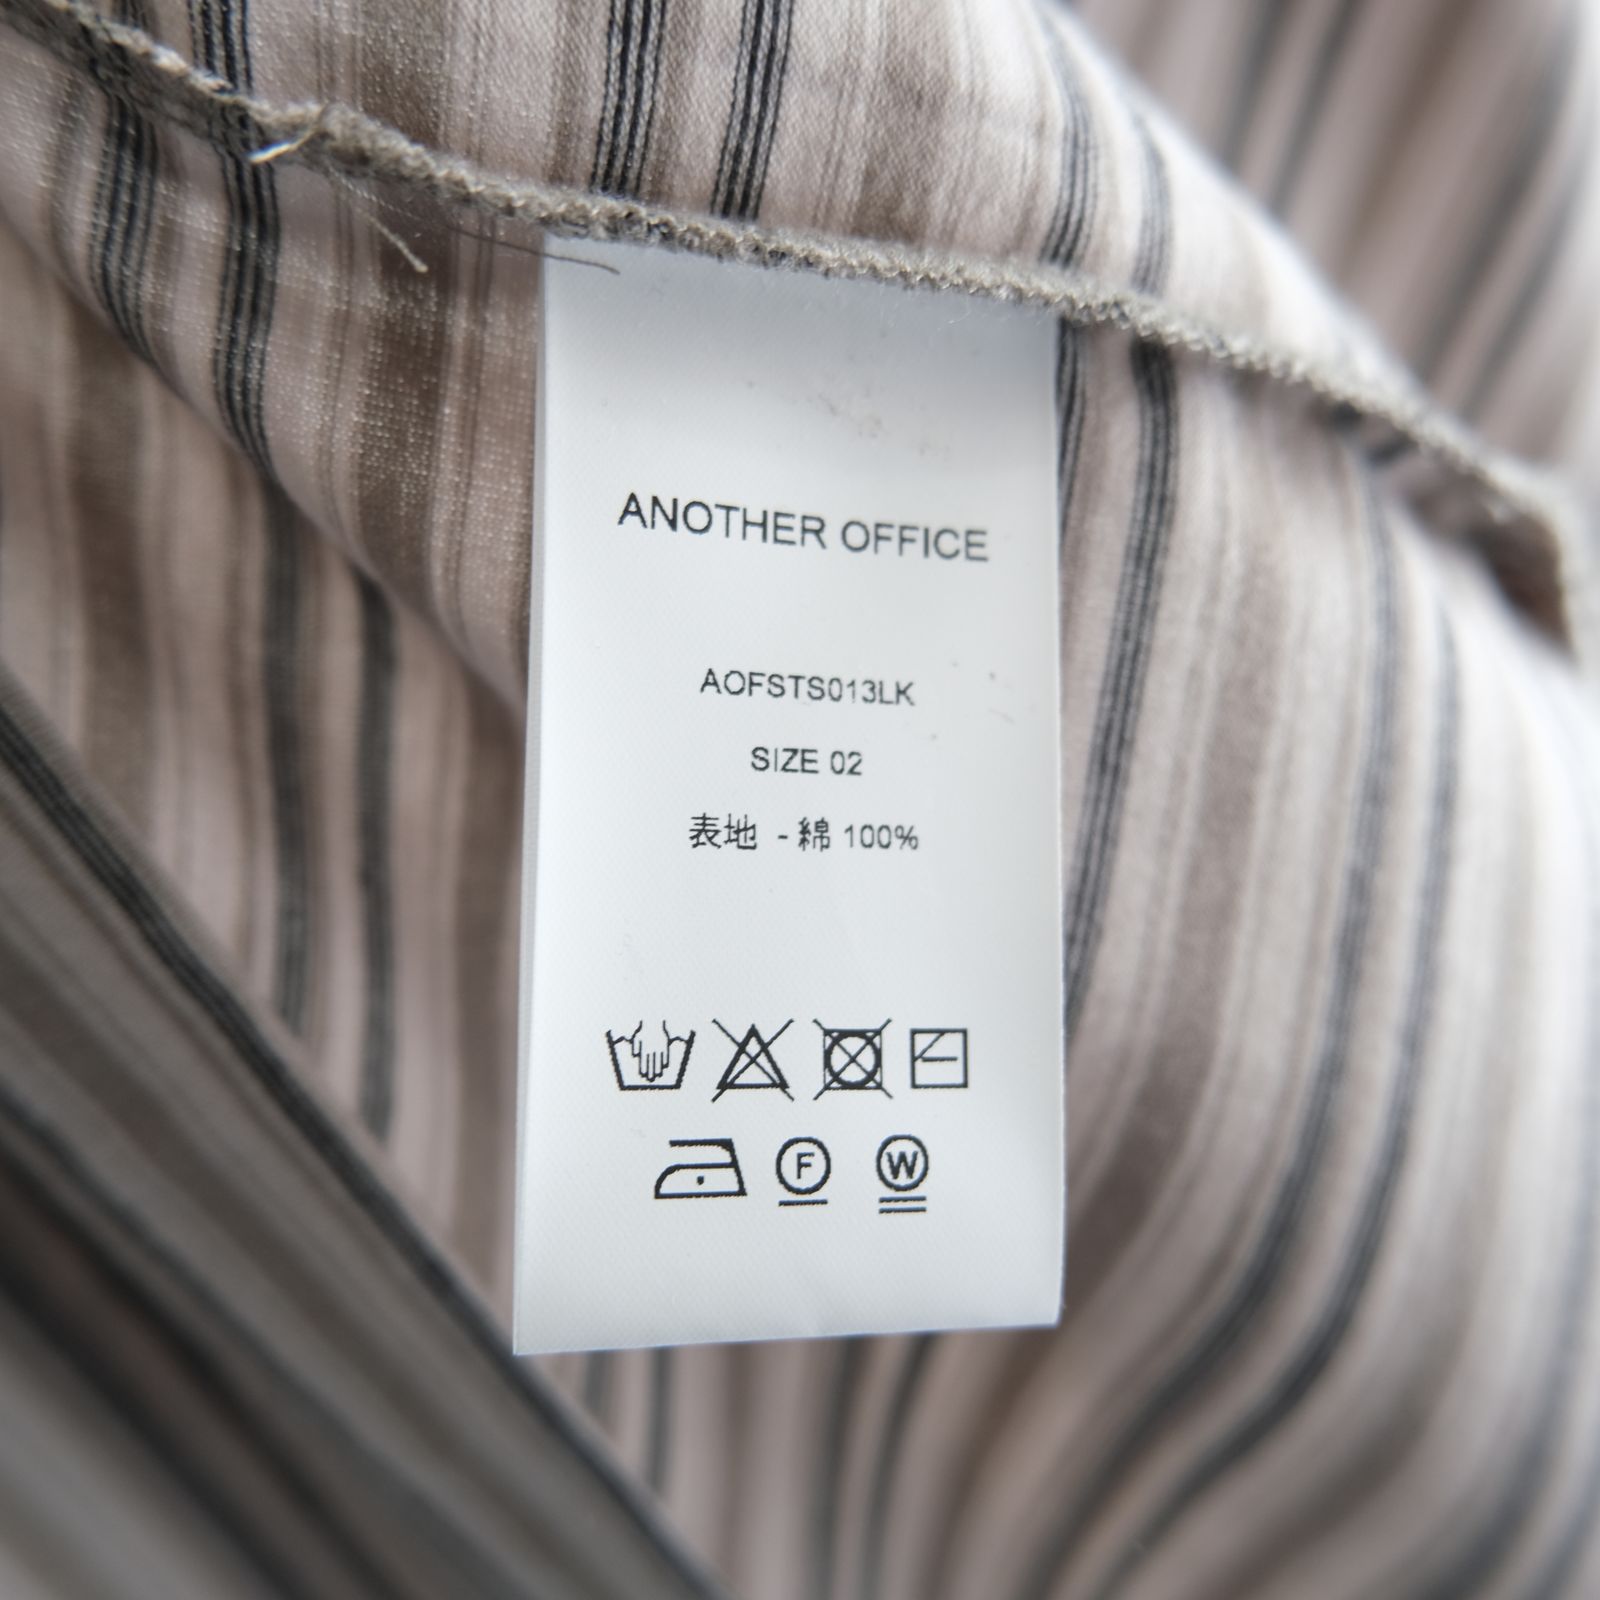 ANOTHER OFFICE
AOFSTS013LK
SIZE 02
表地 - 綿 100%
F W